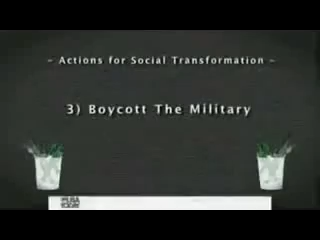 ~ Actions for Social Transformation ~
3) Boycott The Military